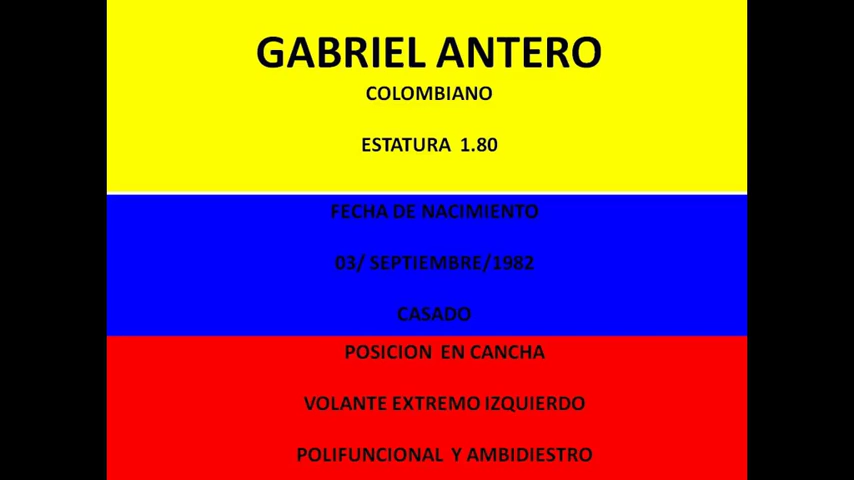 GABRIEL ANTERO
COLOMBIANO
ESTATURA 1.80
FECHA DE NACIMIENTO
03/ SEPTIEMBRE/1982
CASADO
POSICION EN CANCHA
VOLANTE EXTREMO IZQUIERDO
POLIFUNCIONAL Y AMBIDIESTRO